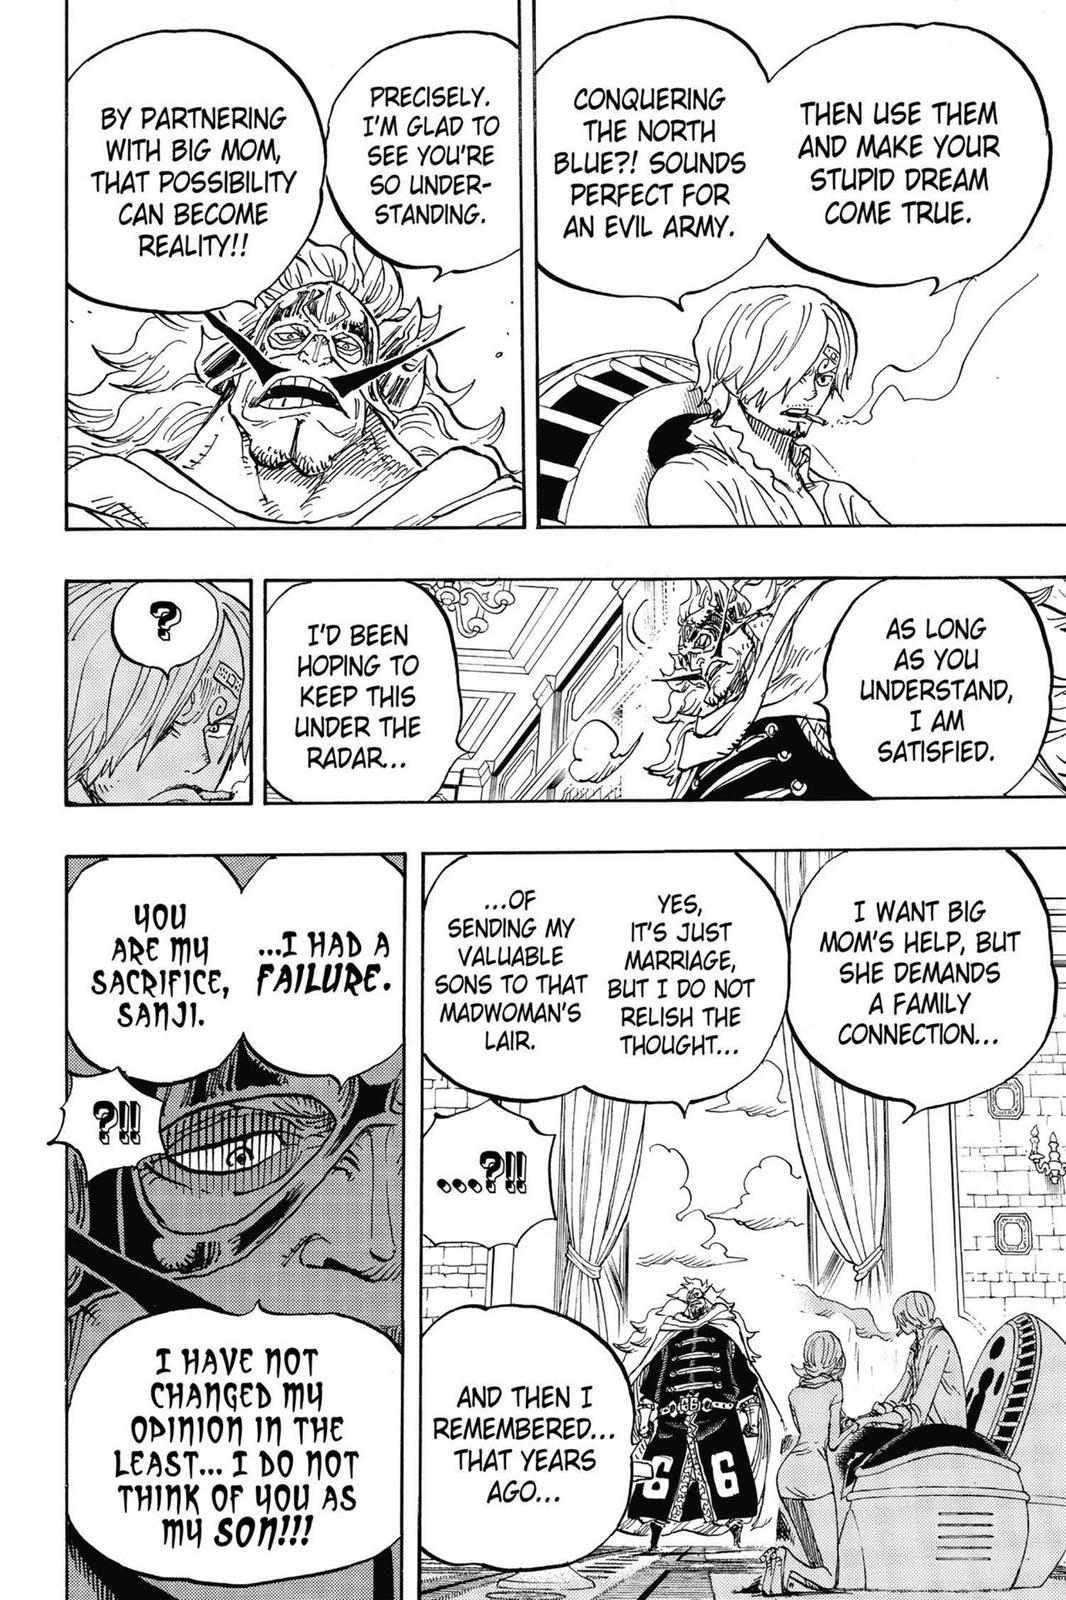 THEN USE THEM
AND MAKE YOUR
STUPID DREAM
COME TRUE.
CONQUERING
THE NORTH
BLUE?! SOUNDS
PERFECT FOR
AN EVIL ARMY.
PRECISELY.
I'M GLAD TO
SEE YOU'RE
SO UNDER-
STANDING.
BY PARTNERING
WITH BIG MOM,
THAT POSSIBILITY
CAN BECOME
REALITY!!
AS LONG
AS YOU
UNDERSTAND,
I AM
SATISFIED.
I'D BEEN
HOPING TO
KEEP THIS
UNDER THE
RADAR...
?
I WANT BIG
MOM'S HELP, BUT
SHE DEMANDS
A FAMILY
CONNECTION...
YES,
IT'S JUST
MARRIAGE,
BUT I DO NOT
RELISH THE
THOUGHT...
...OF
SENDING MY
VALUABLE
SONS TO THAT
MADWOMAN'S
LAIR.
...?!!
AND THEN I
REMEMBERED...
THAT YEARS
AGO...
66
...I HAD A
FAILURE.
YOU
ARE MY
SACRIFICE,
SANJI.
?!!
I HAVE NOT
CHANGED MY
OPINION IN THE
LEAST... I DO NOT
THINK OF YOU AS
MY SON!!!